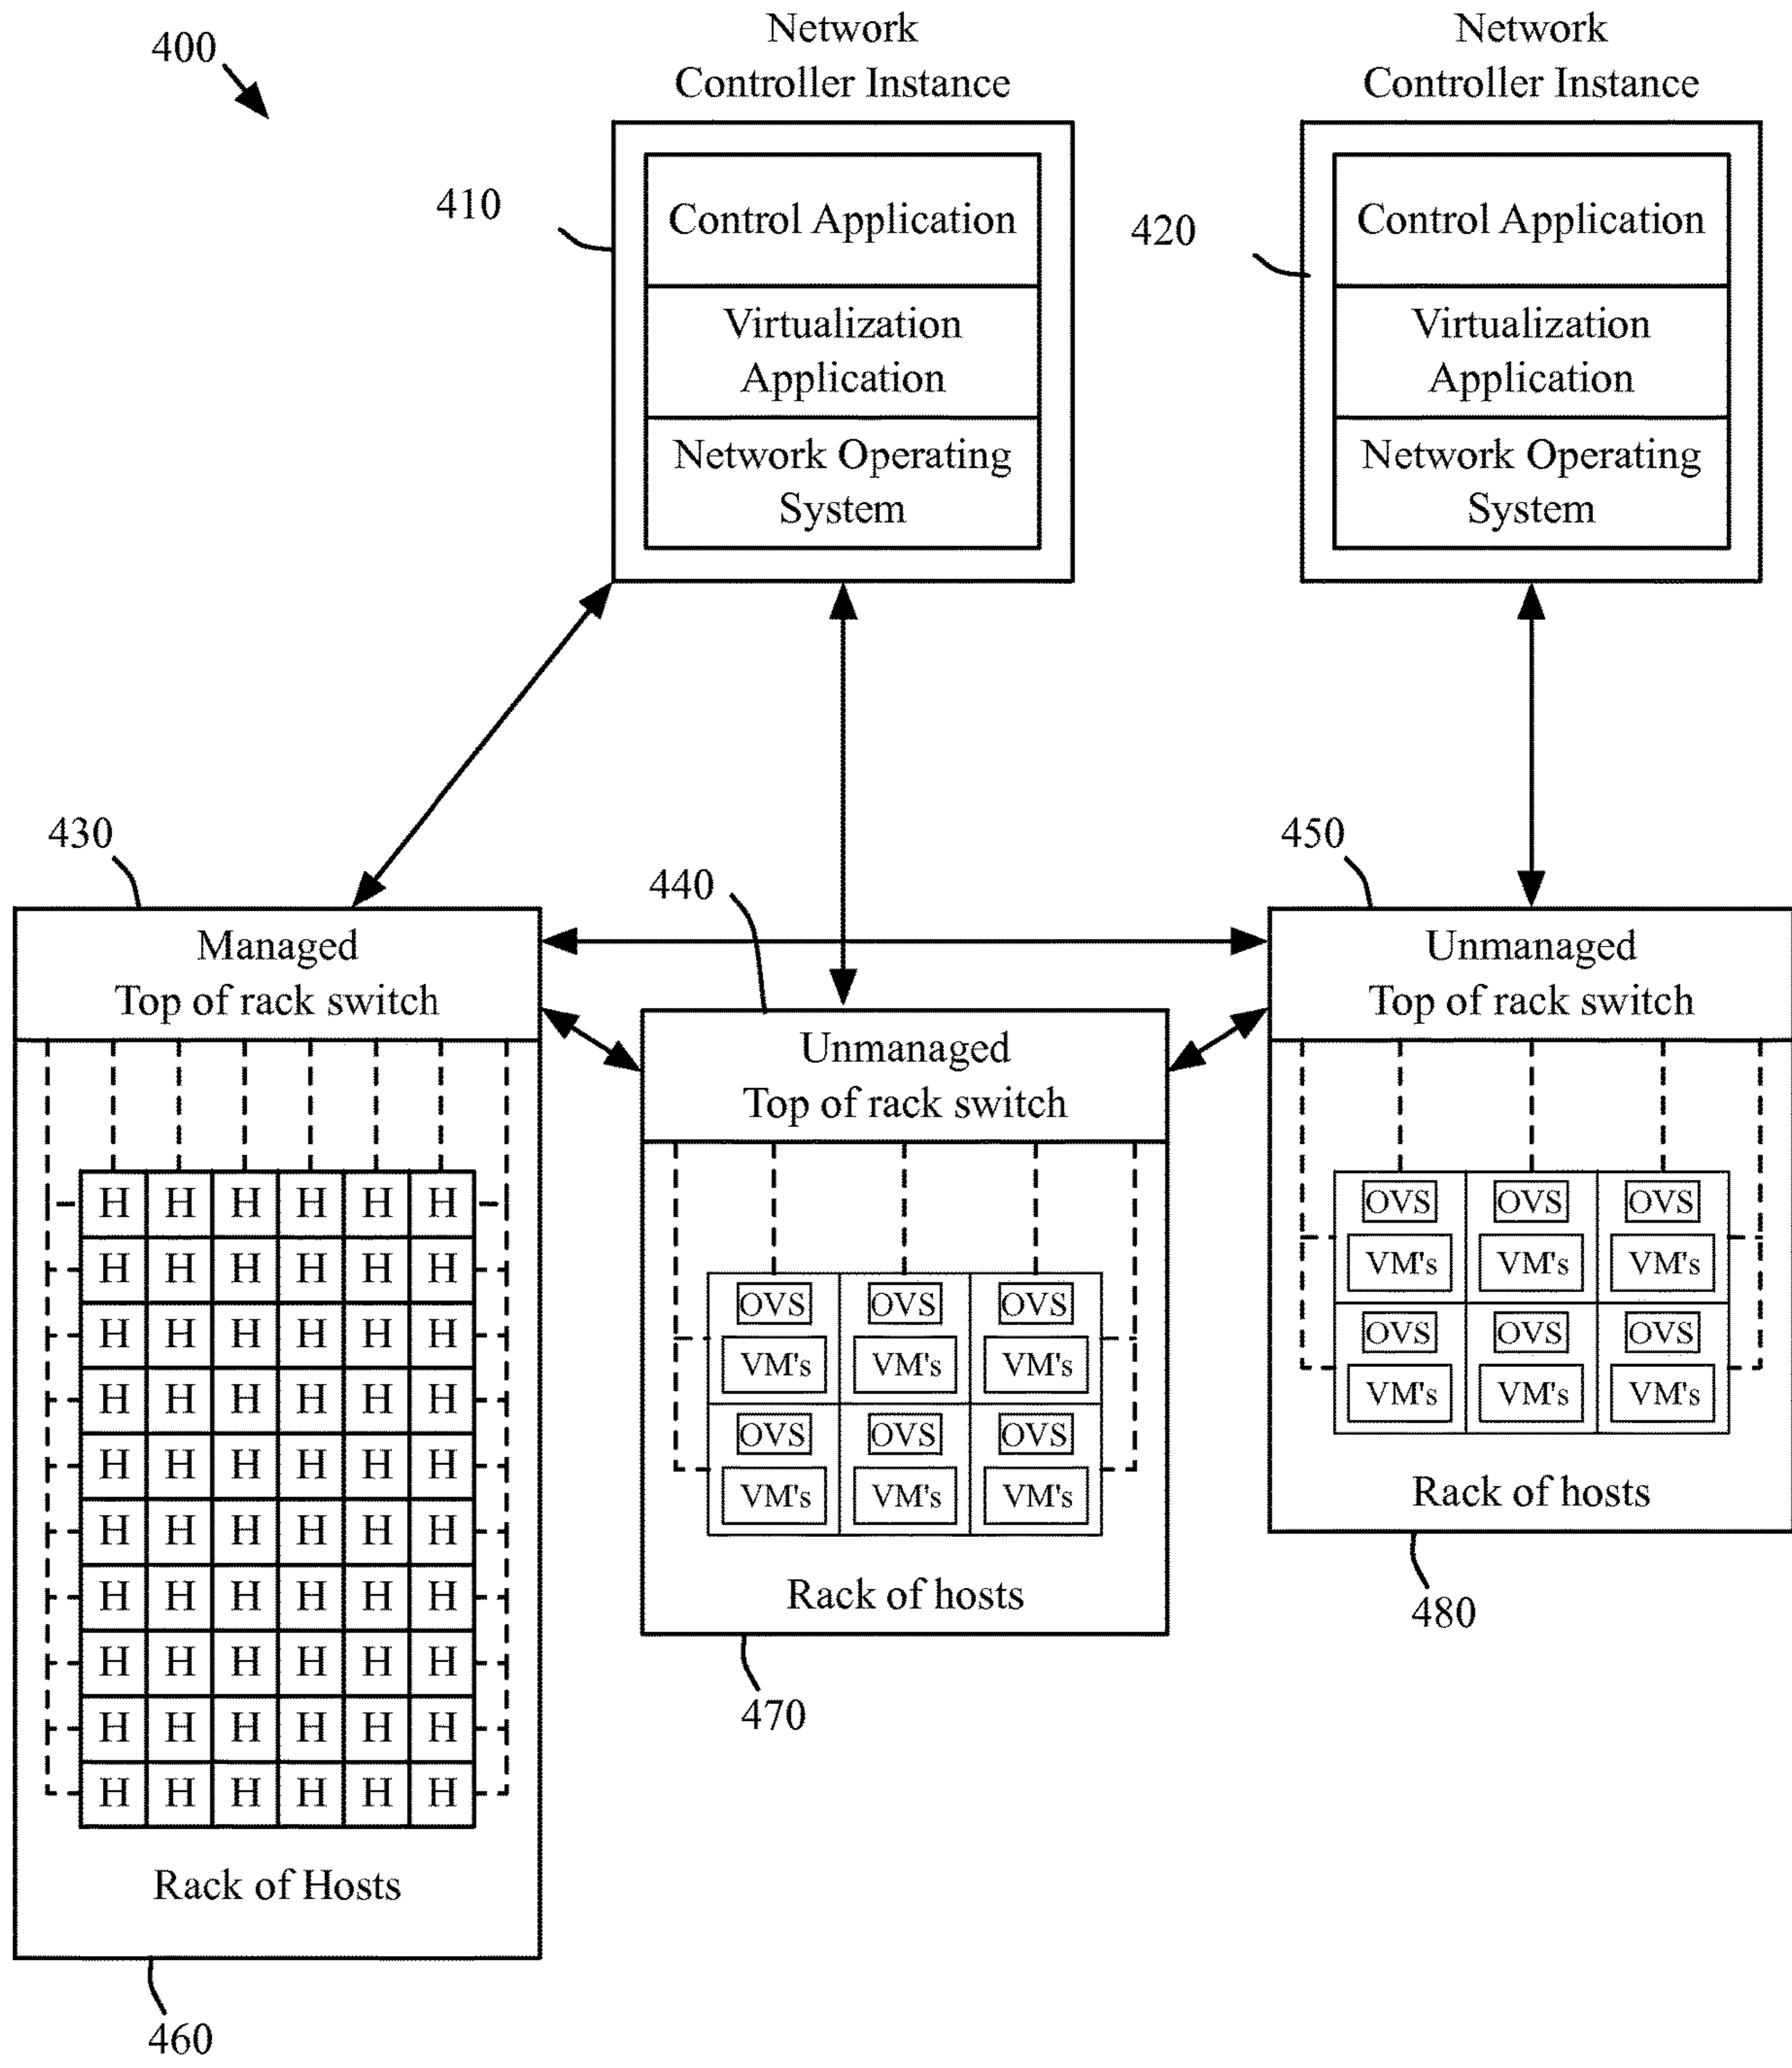 400
Network
Controller Instance
Network
Controller Instance
410
Control Application
Virtualization
Application
Network Operating
System
420
Control Application
Virtualization
Application
Network Operating
System
430
Managed
Top of rack switch
H H H H H H
H H H H H H
H H H H H H
H H H H H H
H H H H H H
H H H H H H
H H H H H H
H H H H H H
H H H H H H
H H H H H H
Rack of Hosts
460
440
Unmanaged
Top of rack switch
OVS OVS OVS
VM's VM's VM's
OVS OVS OVS
VM's VM's VM's
Rack of hosts
470
450
Unmanaged
Top of rack switch
OVS OVS OVS
VM's VM's VM's
OVS OVS OVS
VM's VM's VM's
Rack of hosts
480